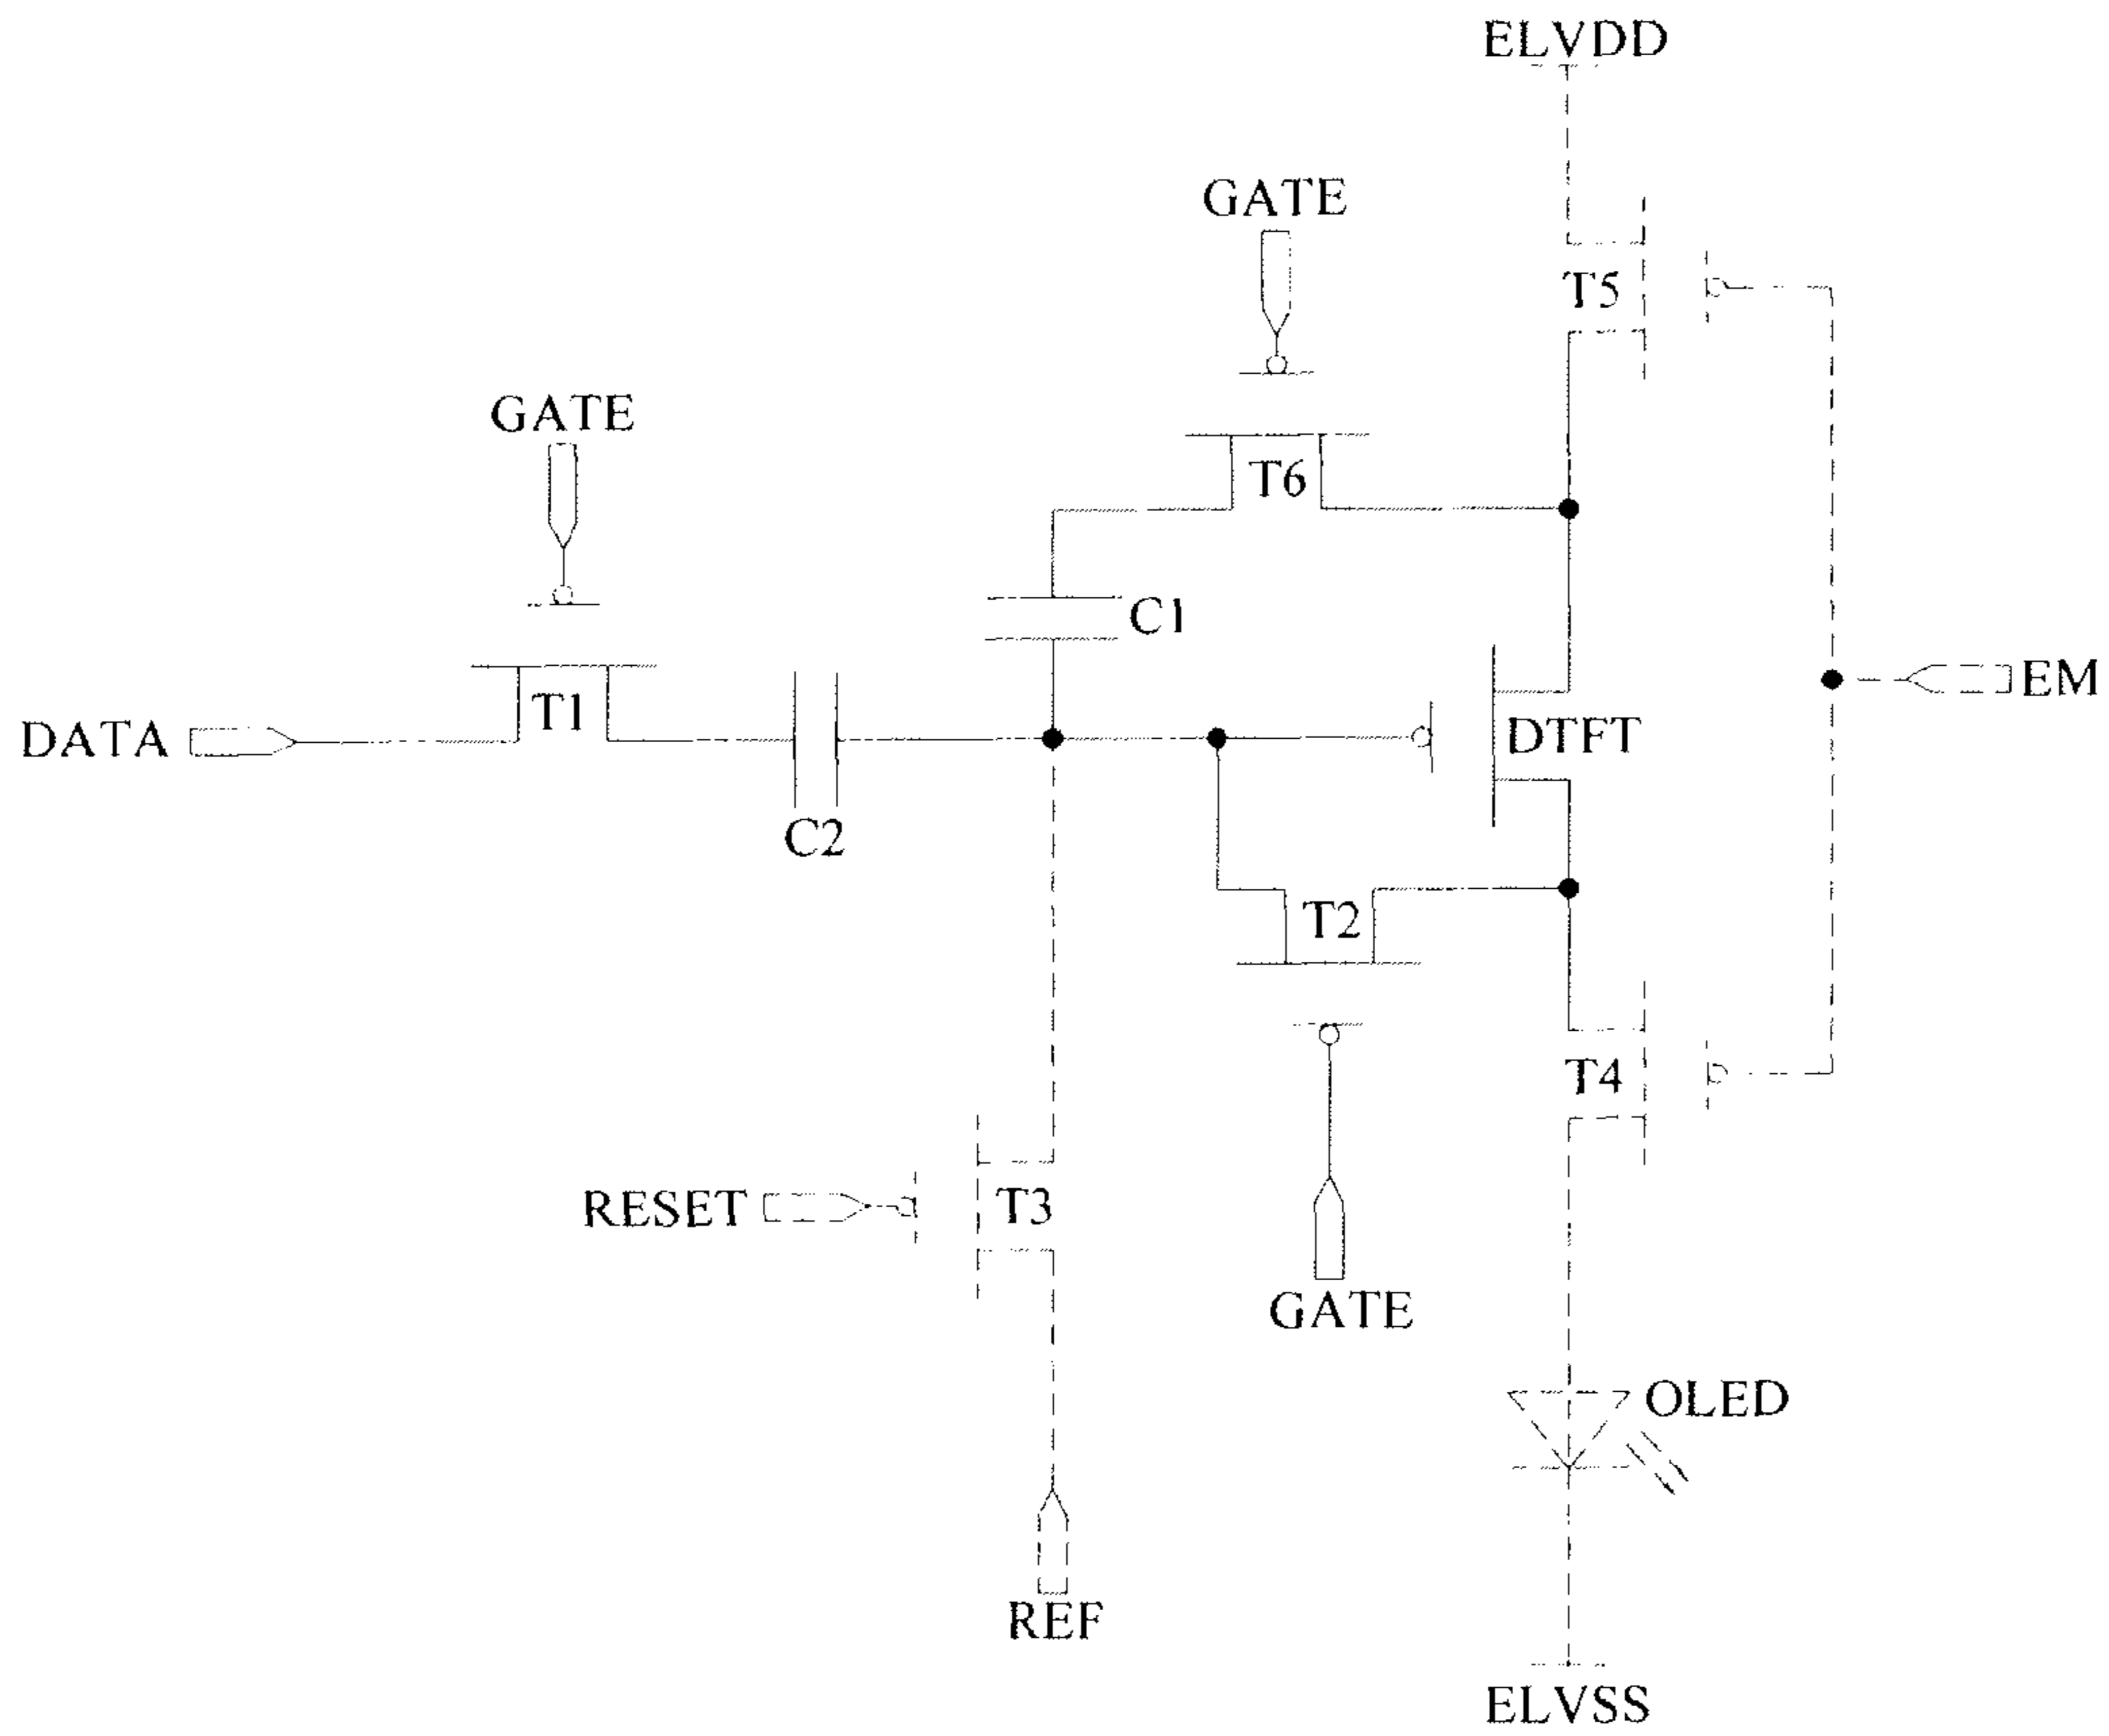 ELVDD
GATE
T5
GATE
T6
C1
EM
T1
DATA
DTFT
C2
T2
T4
RESET
T3
GATE
OLED
REF
ELVSS